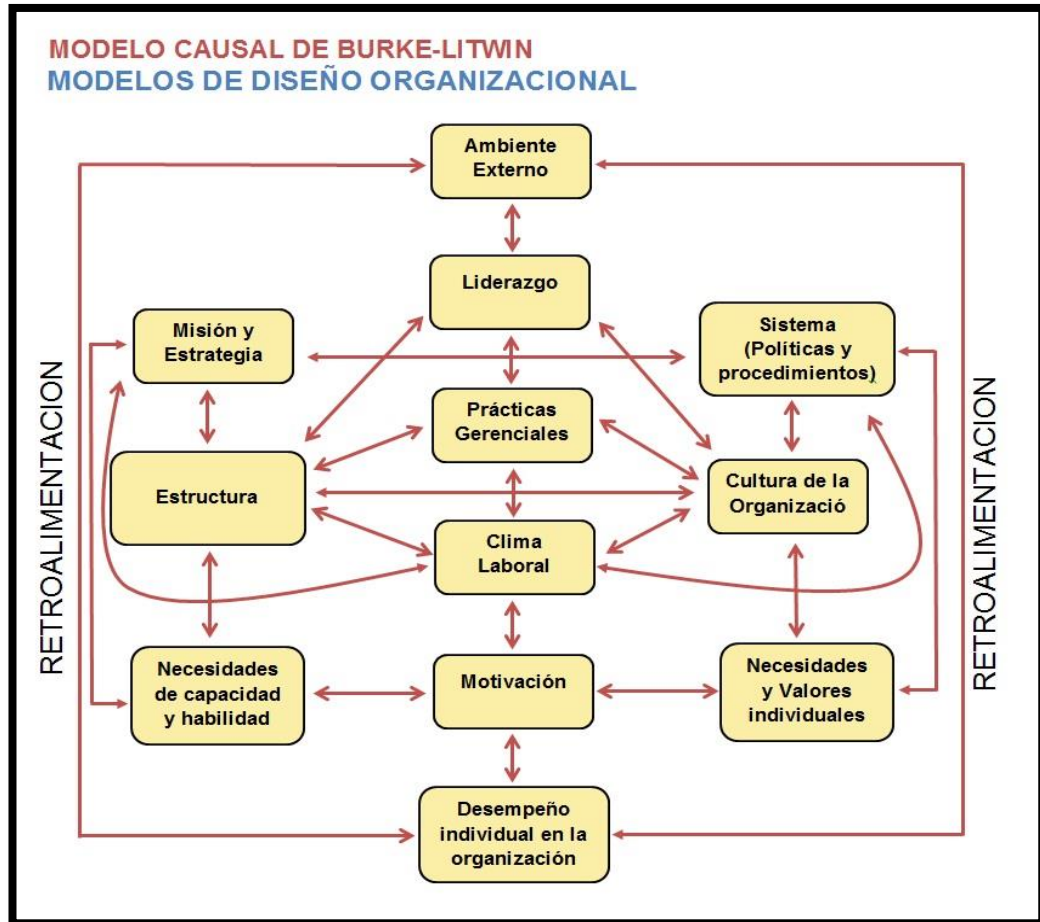 MODELO CAUSAL DE BURKE-LITWIN
MODELOS DE DISEÑO ORGANIZACIONAL
Ambiente
Externo
Liderazgo
Misión y
Estrategia
Sistema
(Políticas y
procedimientos)
Prácticas
Gerenciales
Estructura
Cultura de la
Organizació
Clima
Laboral
Necesidades
de capacidad
y habilidad
Motivación
Necesidades
y Valores
individuales
Desempeño
individual en la
organización
RETROALIMENTACION
RETROALIMENTACION